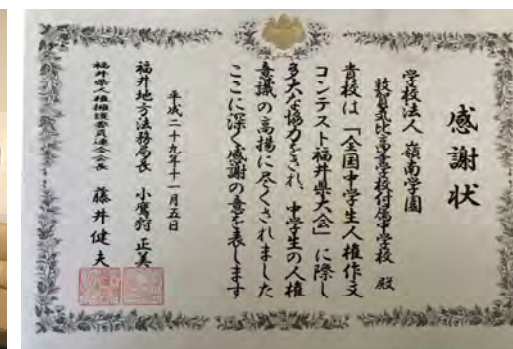 感謝状
学校法人 嶺南学園
敦賀気比高等学校付属中学校 殿
貴校は「全国中学生人権作文
コンテスト福井県大会」に際し
多大な協力をされ、中学生の人権
意識の高揚に尽くされました
ここに深く感謝の意を表します
平成二十九年十一月五日
福井地方法務局長 小鷹狩 正美
福井県人権擁護委員連合会長 藤井健夫